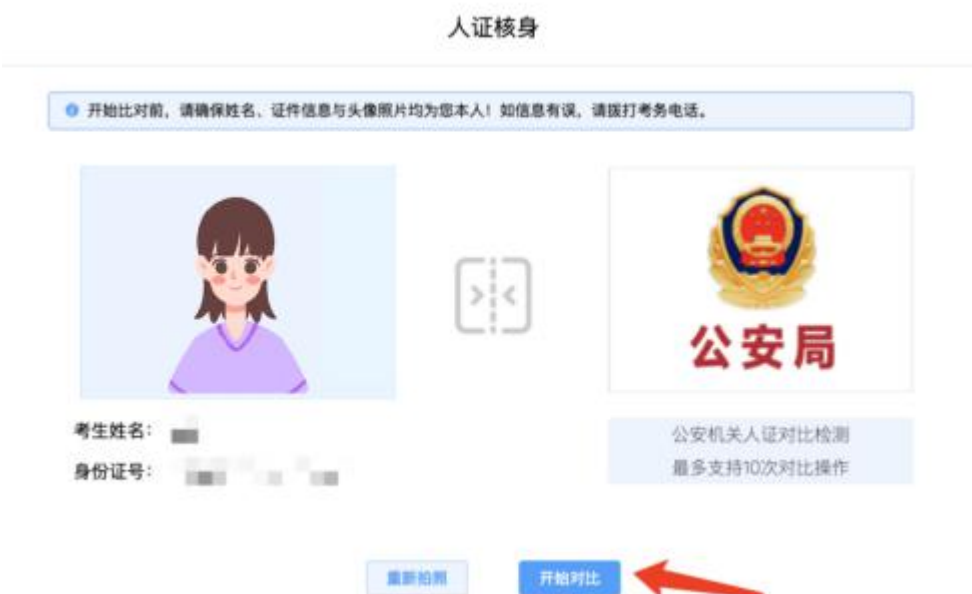 人证核身
开始比对前，请确保姓名、证件信息与头像照片均为您本人！如信息有误，请拨打考务电话。
公安局
考生姓名：
身份证号：
公安机关人证对比检测
最多支持10次对比操作
重新拍照
开始对比